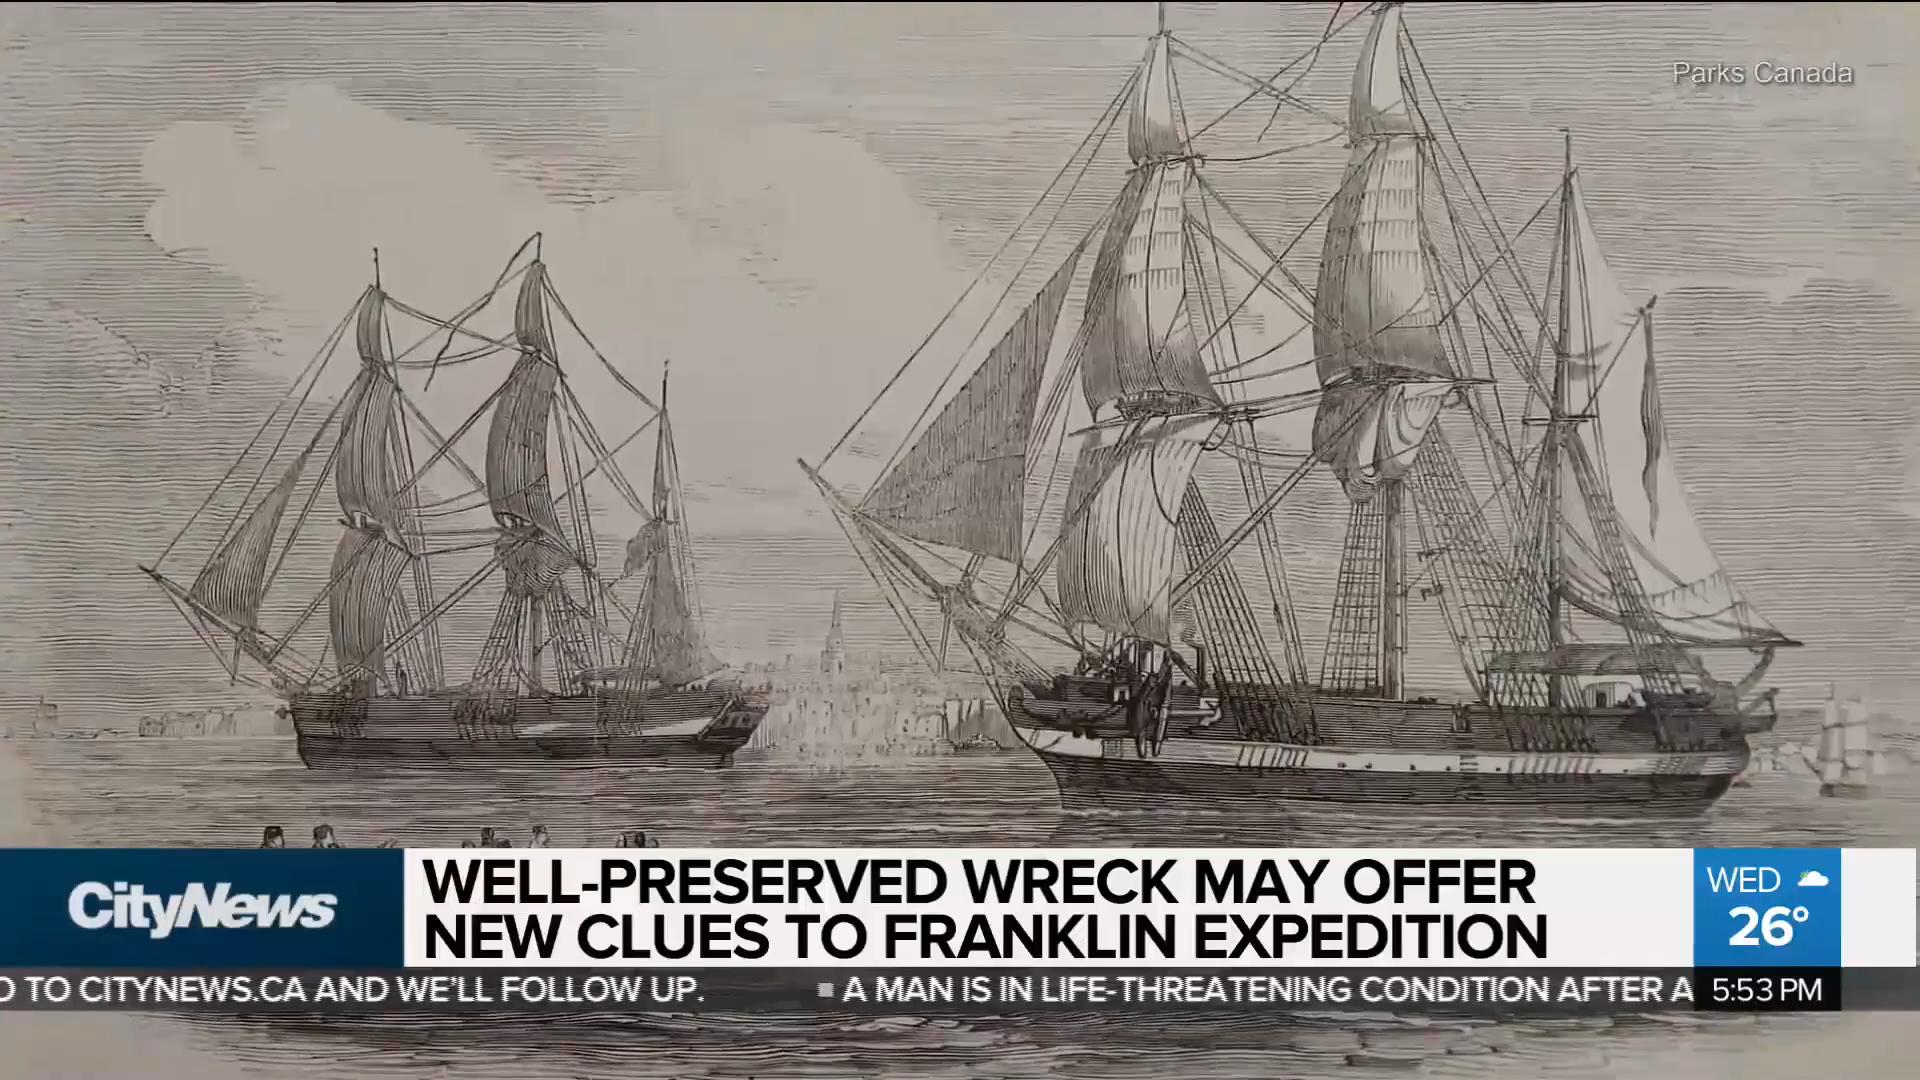 Parks Canada
CityNews
WELL-PRESERVED WRECK MAY OFFER
NEW CLUES TO FRANKLIN EXPEDITION
WED
26°
O TO CITYNEWS.CA AND WE'LL FOLLOW UP.
A MAN IS IN LIFE-THREATENING CONDITION AFTER A
5:53 PM